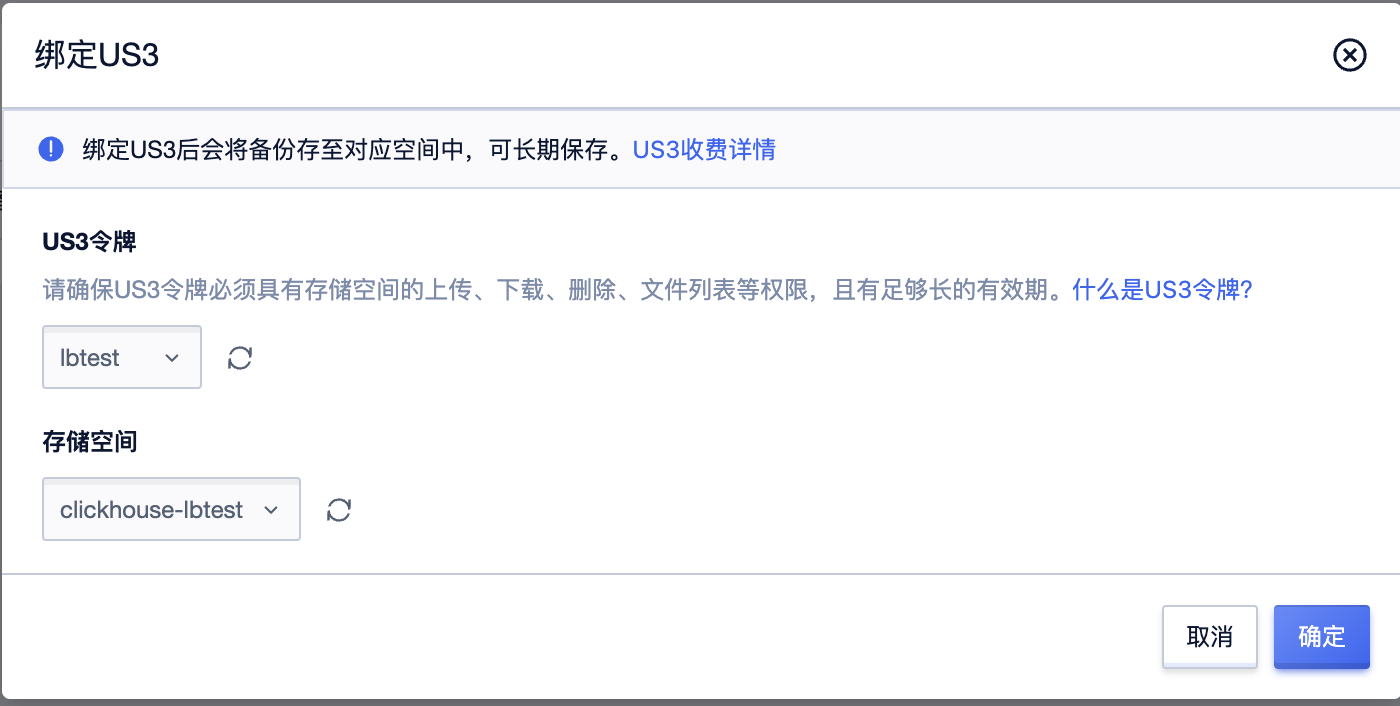 绑定US3
绑定US3后会将备份存至对应空间中，可长期保存。US3收费详情
US3令牌
请确保US3令牌必须具有存储空间的上传、下载、删除、文件列表等权限，且有足够长的有效期。什么是US3令牌?
lbtest
存储空间
clickhouse-lbtest
取消 确定